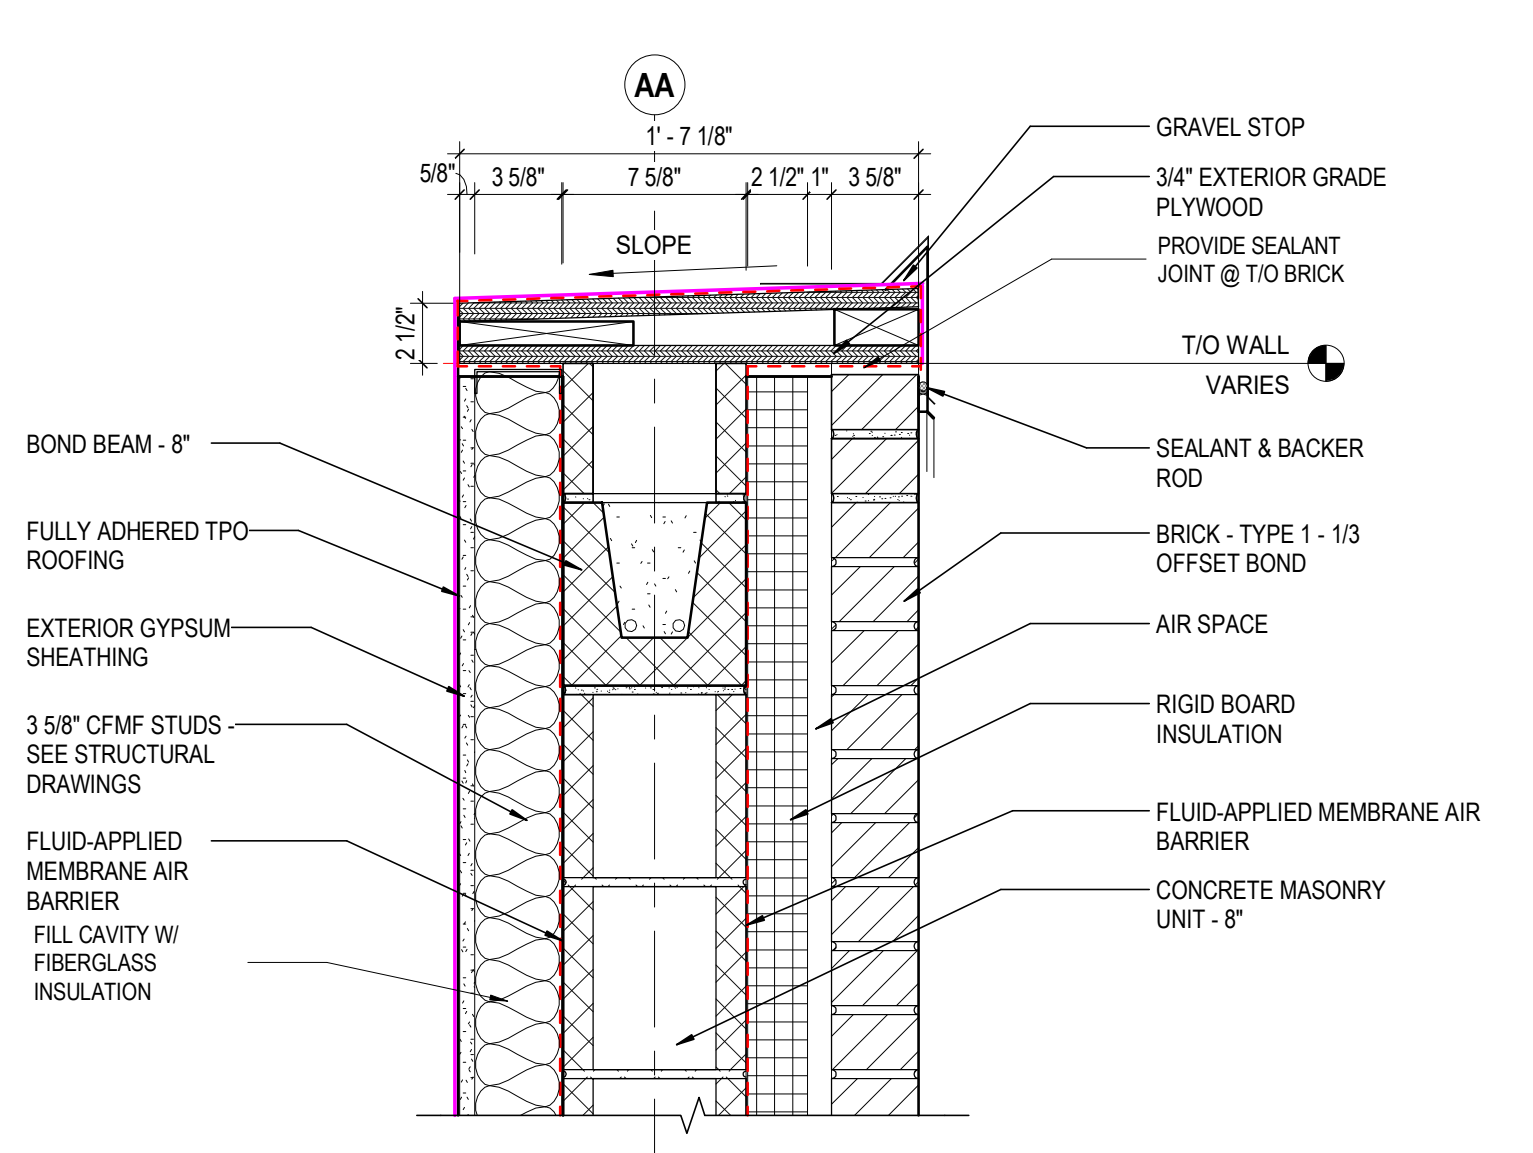 AA
1' - 7 1/8"
5/8"
3 5/8"
7 5/8"
2 1/2"
1"
3 5/8"
SLOPE
2 1/2"
GRAVEL STOP
3/4" EXTERIOR GRADE
PLYWOOD
PROVIDE SEALANT
JOINT @ T/O BRICK
T/O WALL
VARIES
SEALANT & BACKER
ROD
BRICK - TYPE 1 - 1/3
OFFSET BOND
AIR SPACE
RIGID BOARD
INSULATION
FLUID-APPLIED MEMBRANE AIR
BARRIER
CONCRETE MASONRY
UNIT - 8"
BOND BEAM - 8"
FULLY ADHERED TPO
ROOFING
EXTERIOR GYPSUM
SHEATHING
3 5/8" CFMF STUDS -
SEE STRUCTURAL
DRAWINGS
FLUID-APPLIED
MEMBRANE AIR
BARRIER
FILL CAVITY W/
FIBERGLASS
INSULATION